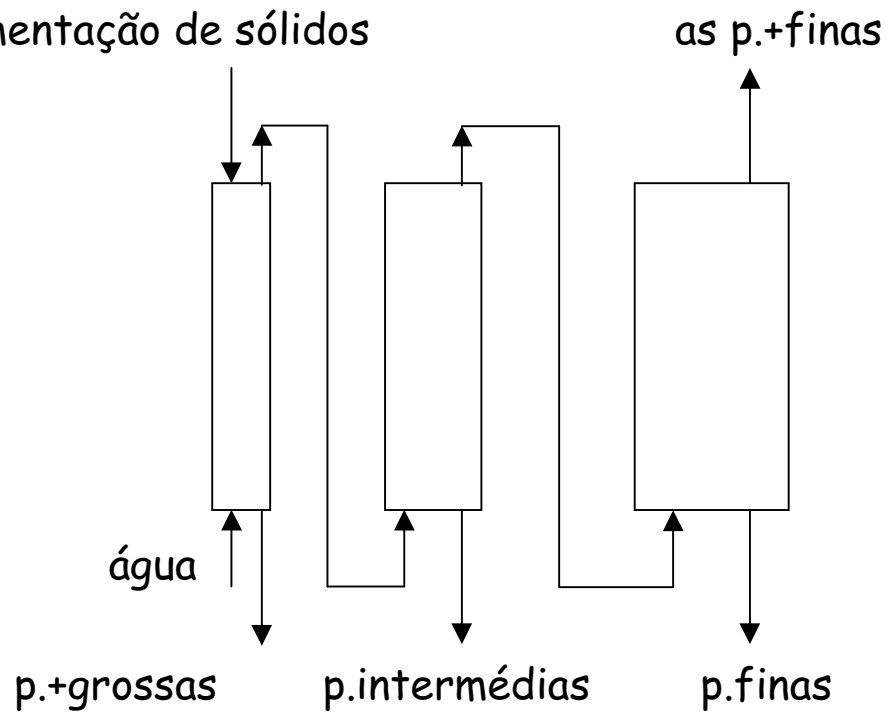 mentação de sólidos
as p.+finas
água
p.+grossas
p.intermédias
p.finas